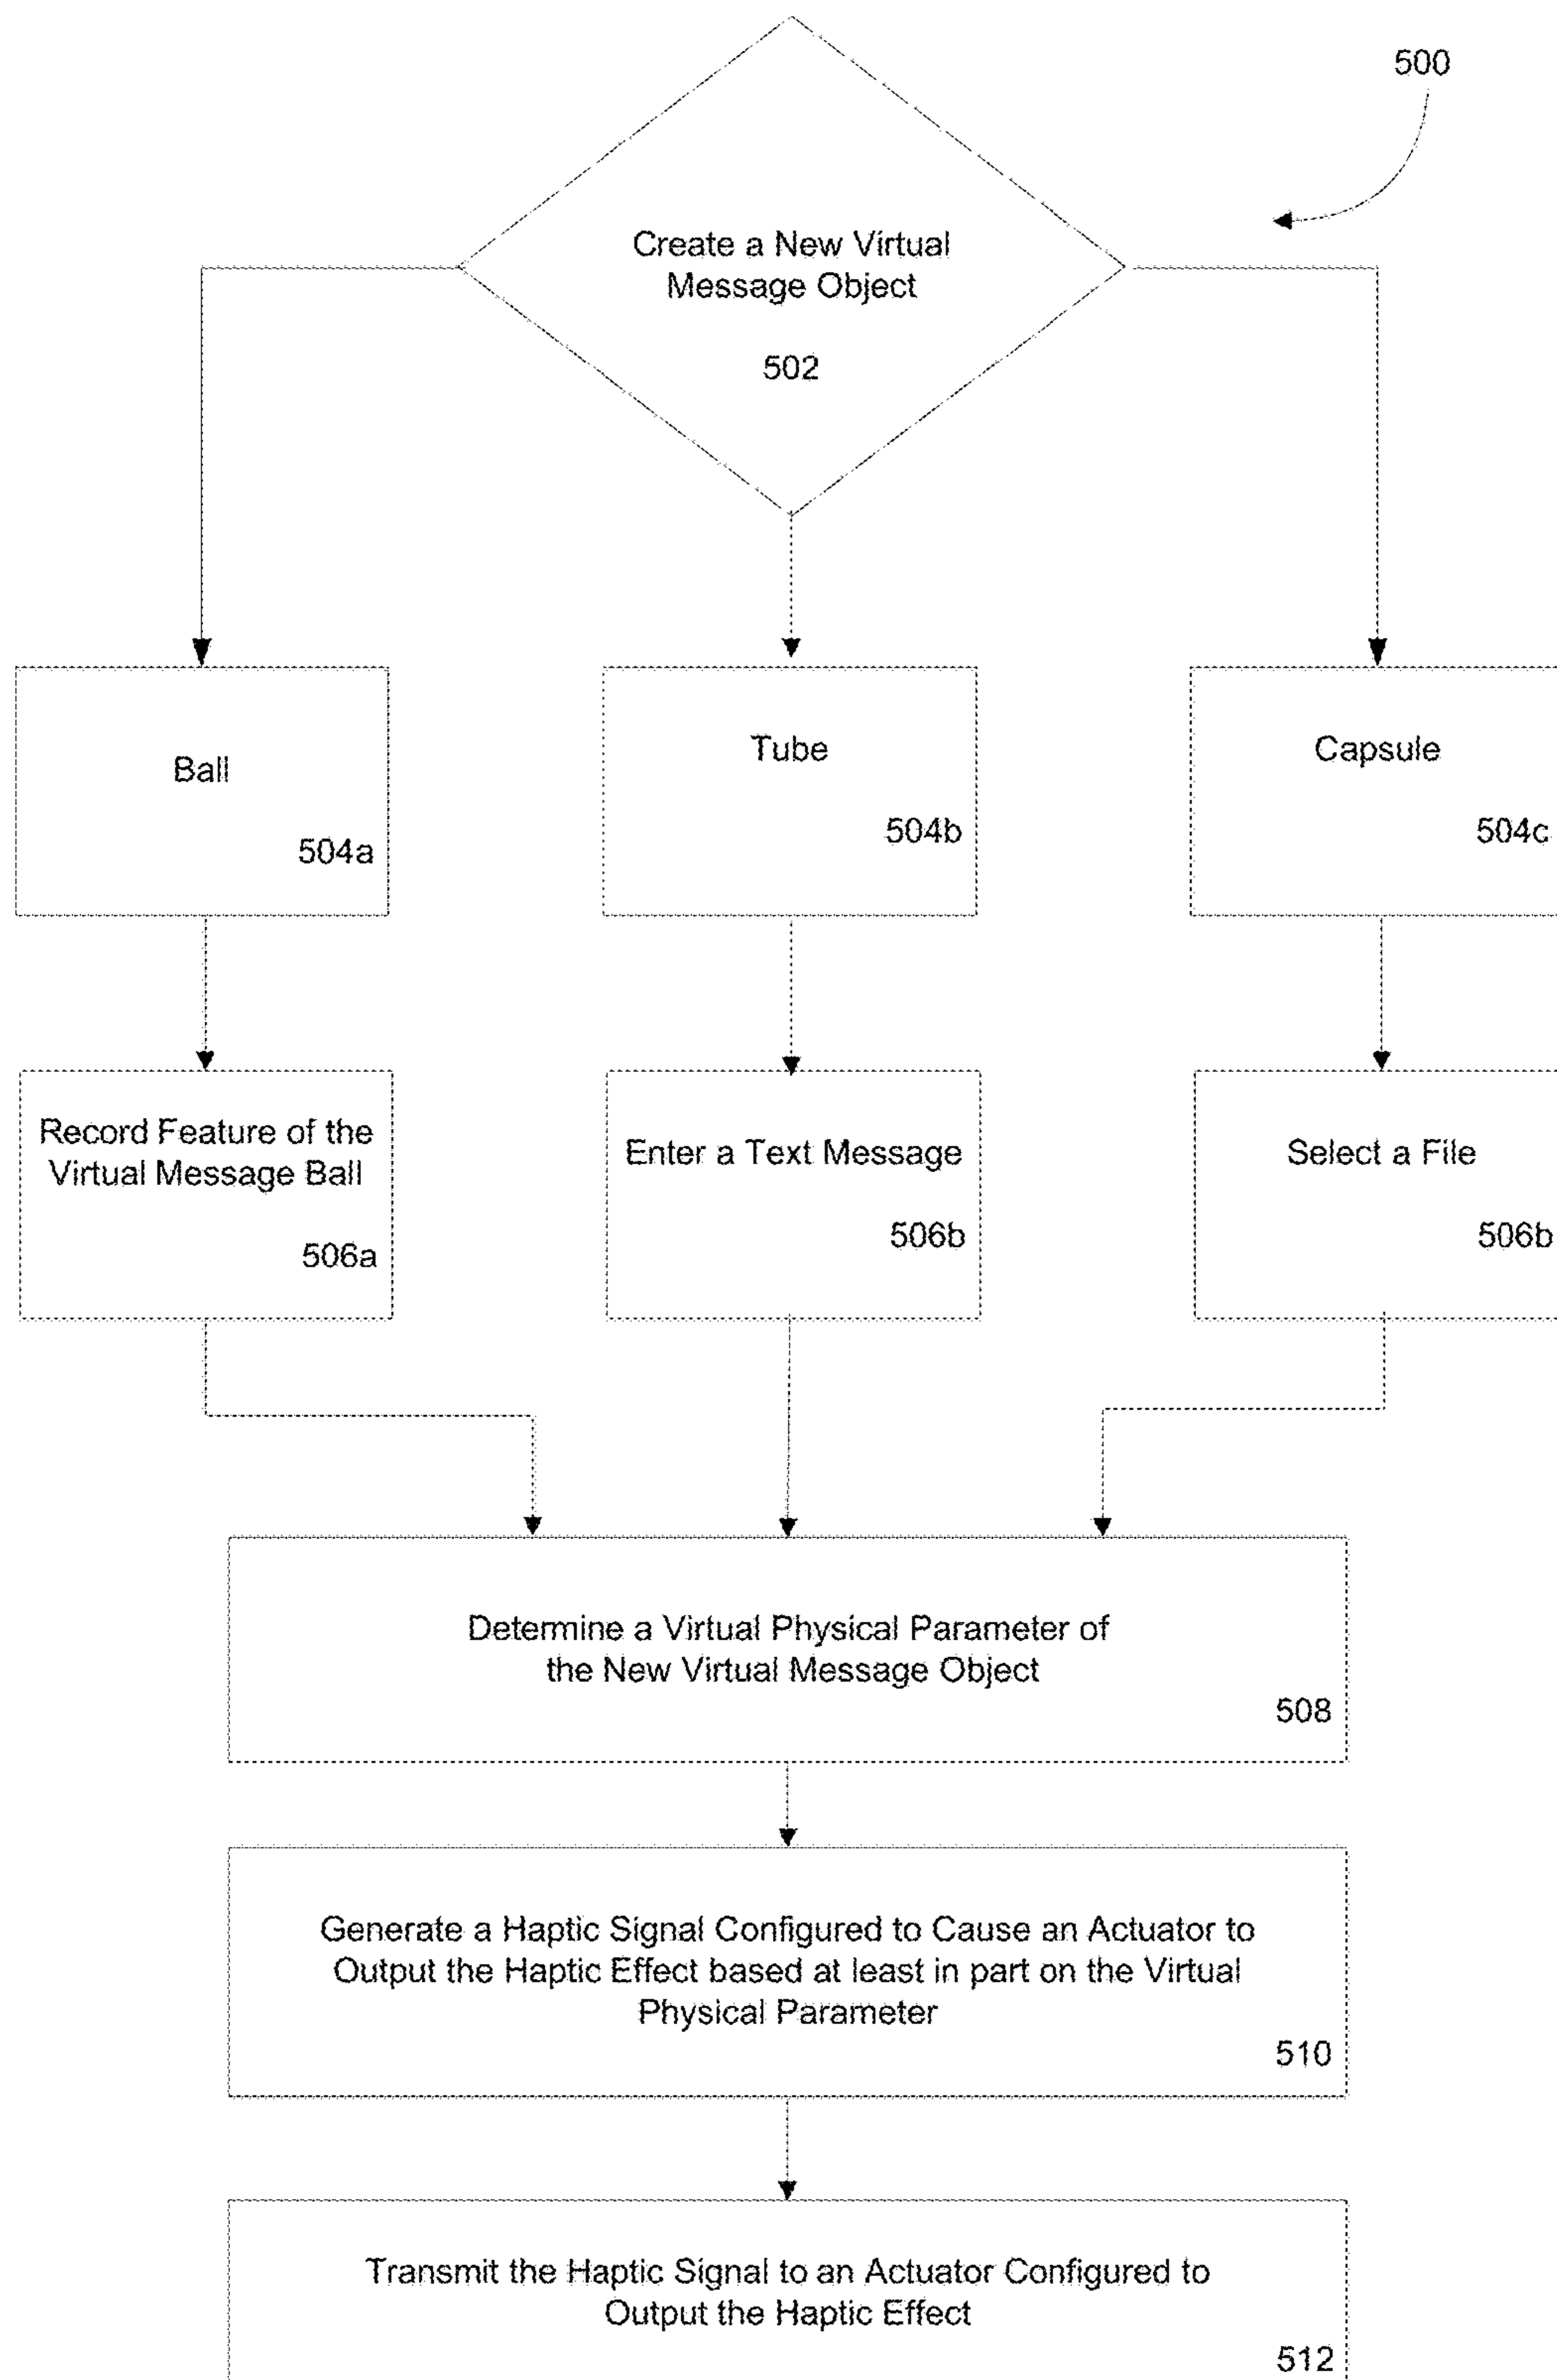 500
Create a New Virtual
Message Object
502
Ball
504a
Tube
504b
Capsule
504c
Record Feature of the
Virtual Message Ball
506a
Enter a Text Message
506b
Select a File
506b
Determine a Virtual Physical Parameter of
the New Virtual Message Object
508
Generate a Haptic Signal Configured to Cause an Actuator to
Output the Haptic Effect based at least in part on the Virtual
Physical Parameter
510
Transmit the Haptic Signal to an Actuator Configured to
Output the Haptic Effect
512